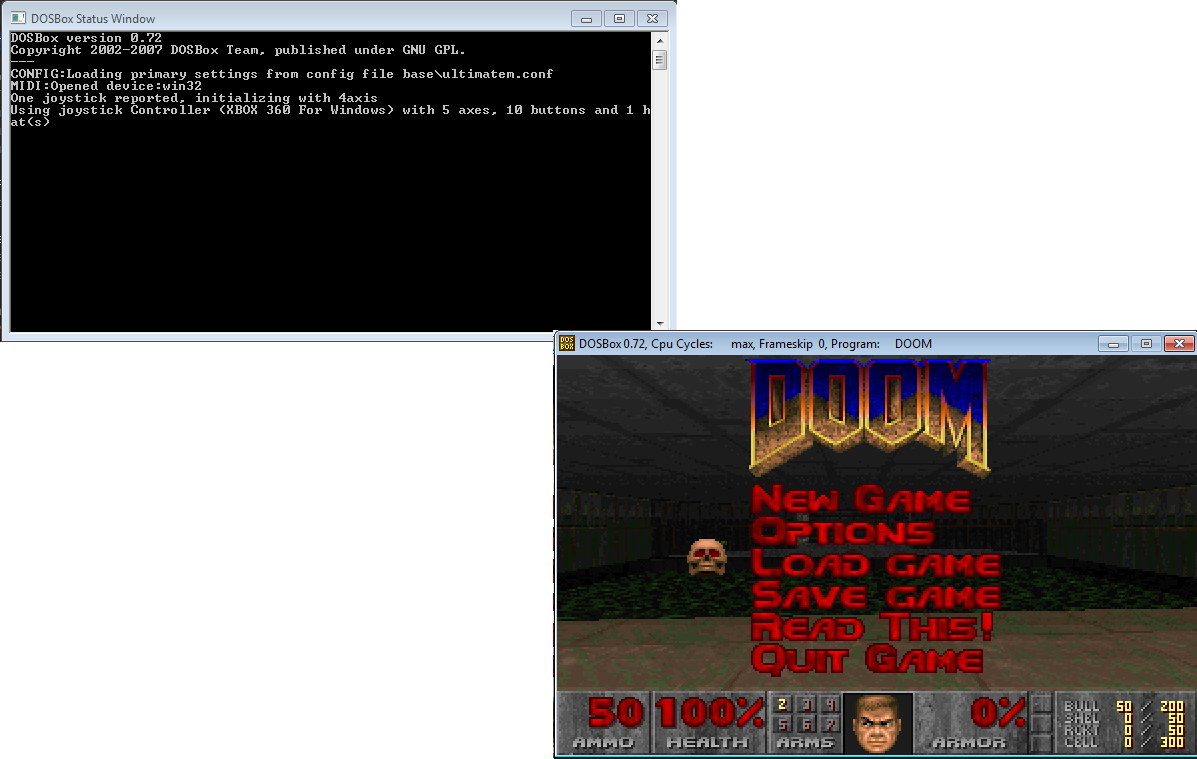 DOSBox Status Window
DOSBox version 0.72
Copyright 2002-2007 DOSBox Team, published under GNU GPL.
---
CONFIG:Loading primary settings from config file base\ultimatem.conf
MIDI:Opened device:win32
One joystick reported, initializing with 4axis
Using joystick Controller (XBOX 360 For Windows) with 5 axes, 10 buttons and 1 h
at(s)
DOSBox 0.72, Cpu Cycles: max, Frameskip 0, Program: DOOM
DOOM
New Game
Options
Load game
Save game
Read This!
Quit Game
50 100% 2 3 4 0% BULL 50 / 200
5 6 7 SHEL 0 / 50
RCKT 0 / 50
AMMO HEALTH ARMS ARMOR CELL 0 / 300